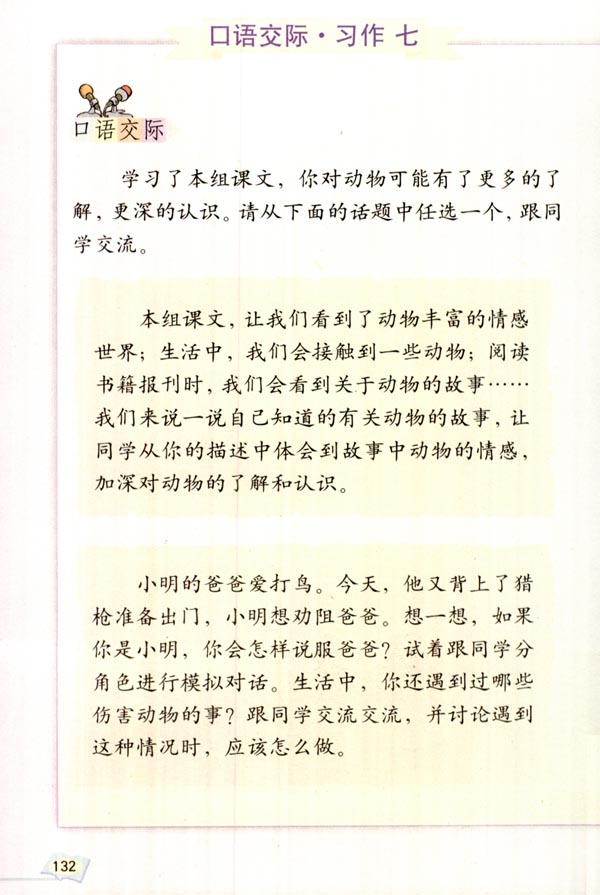 口语交际·习作 七
口语交际
学习了本组课文，你对动物可能有了更多的了
解，更深的认识。请从下面的话题中任选一个，跟同
学交流。
本组课文，让我们看到了动物丰富的情感
世界；生活中，我们会接触到一些动物；阅读
书籍报刊时，我们会看到关于动物的故事……
我们来说一说自己知道的有关动物的故事，让
同学从你的描述中体会到故事中动物的情感，
加深对动物的了解和认识。
小明的爸爸爱打鸟。今天，他又背上了猎
枪准备出门，小明想劝阻爸爸。想一想，如果
你是小明，你会怎样说服爸爸？试着跟同学分
角色进行模拟对话。生活中，你还遇到过哪些
伤害动物的事？跟同学交流交流，并讨论遇到
这种情况时，应该怎么做。
132